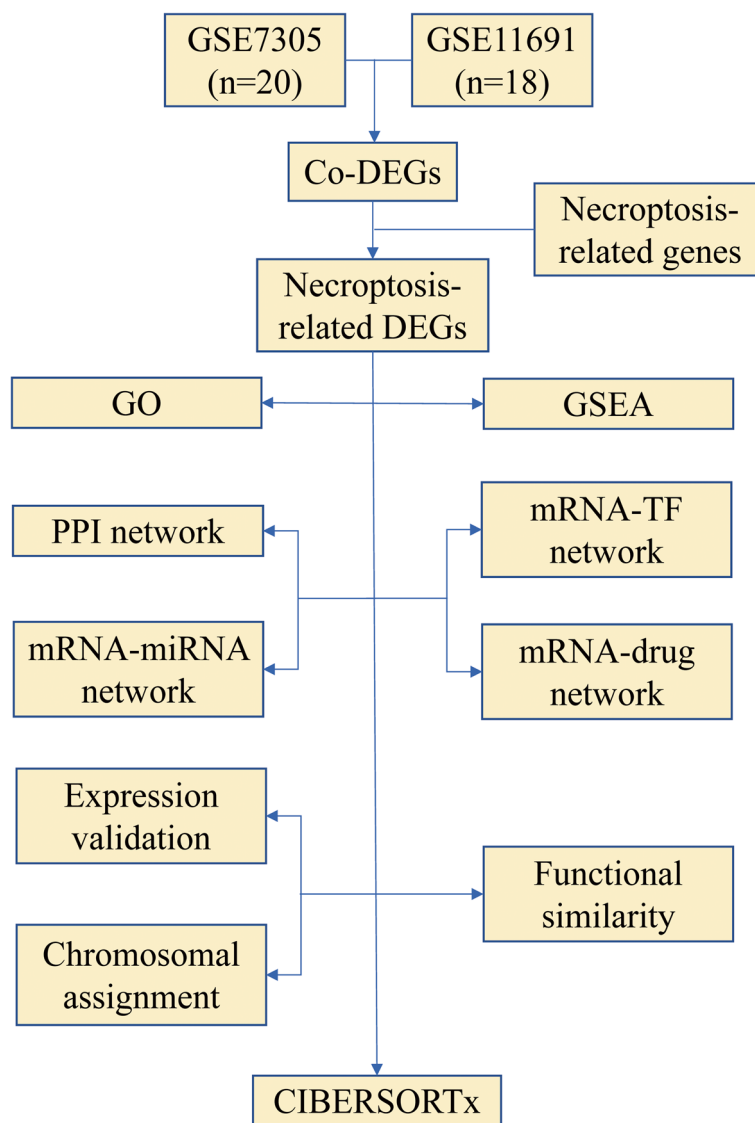 GSE7305
(n=20)
GSE11691
(n=18)
Co-DEGs
Necroptosis-
related genes
Necroptosis-
related DEGs
GO
GSEA
PPI network
mRNA-TF
network
mRNA-miRNA
network
mRNA-drug
network
Expression
validation
Functional
similarity
Chromosomal
assignment
CIBERSORTx